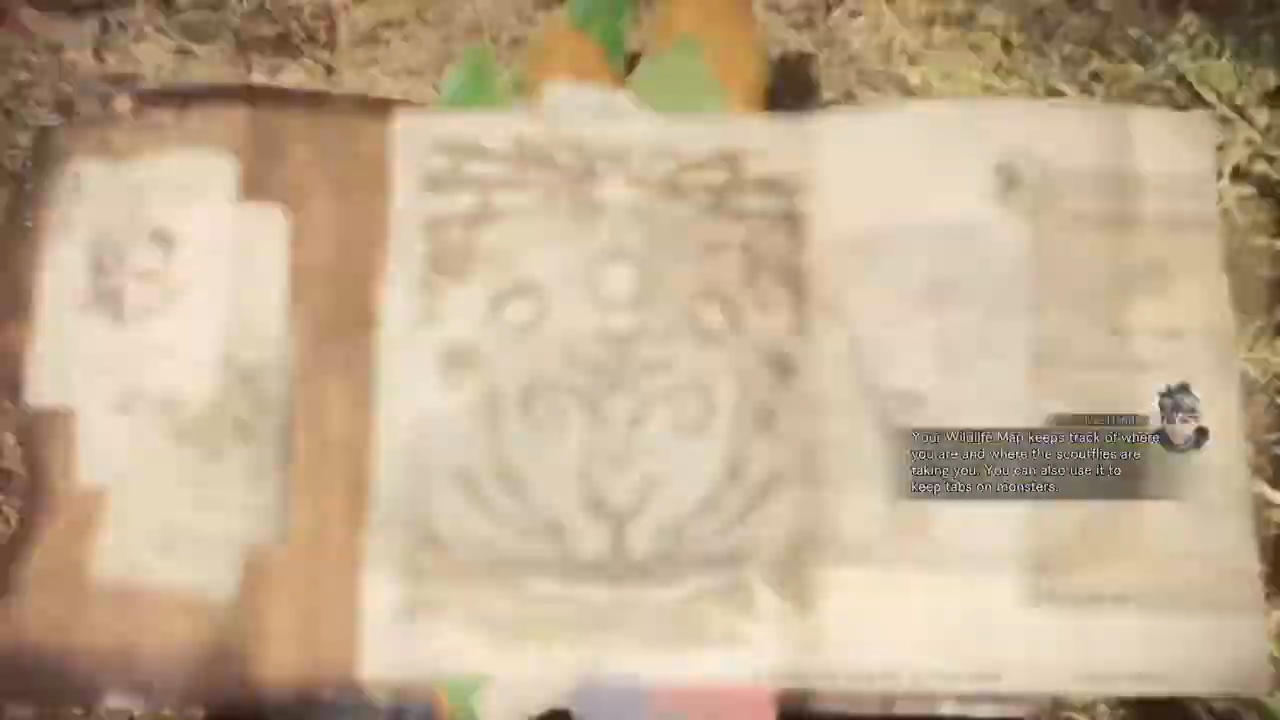 Your Wildlife Map keeps track of where
you are and where the scoutflies are
taking you. You can also use it to
keep tabs on monsters.